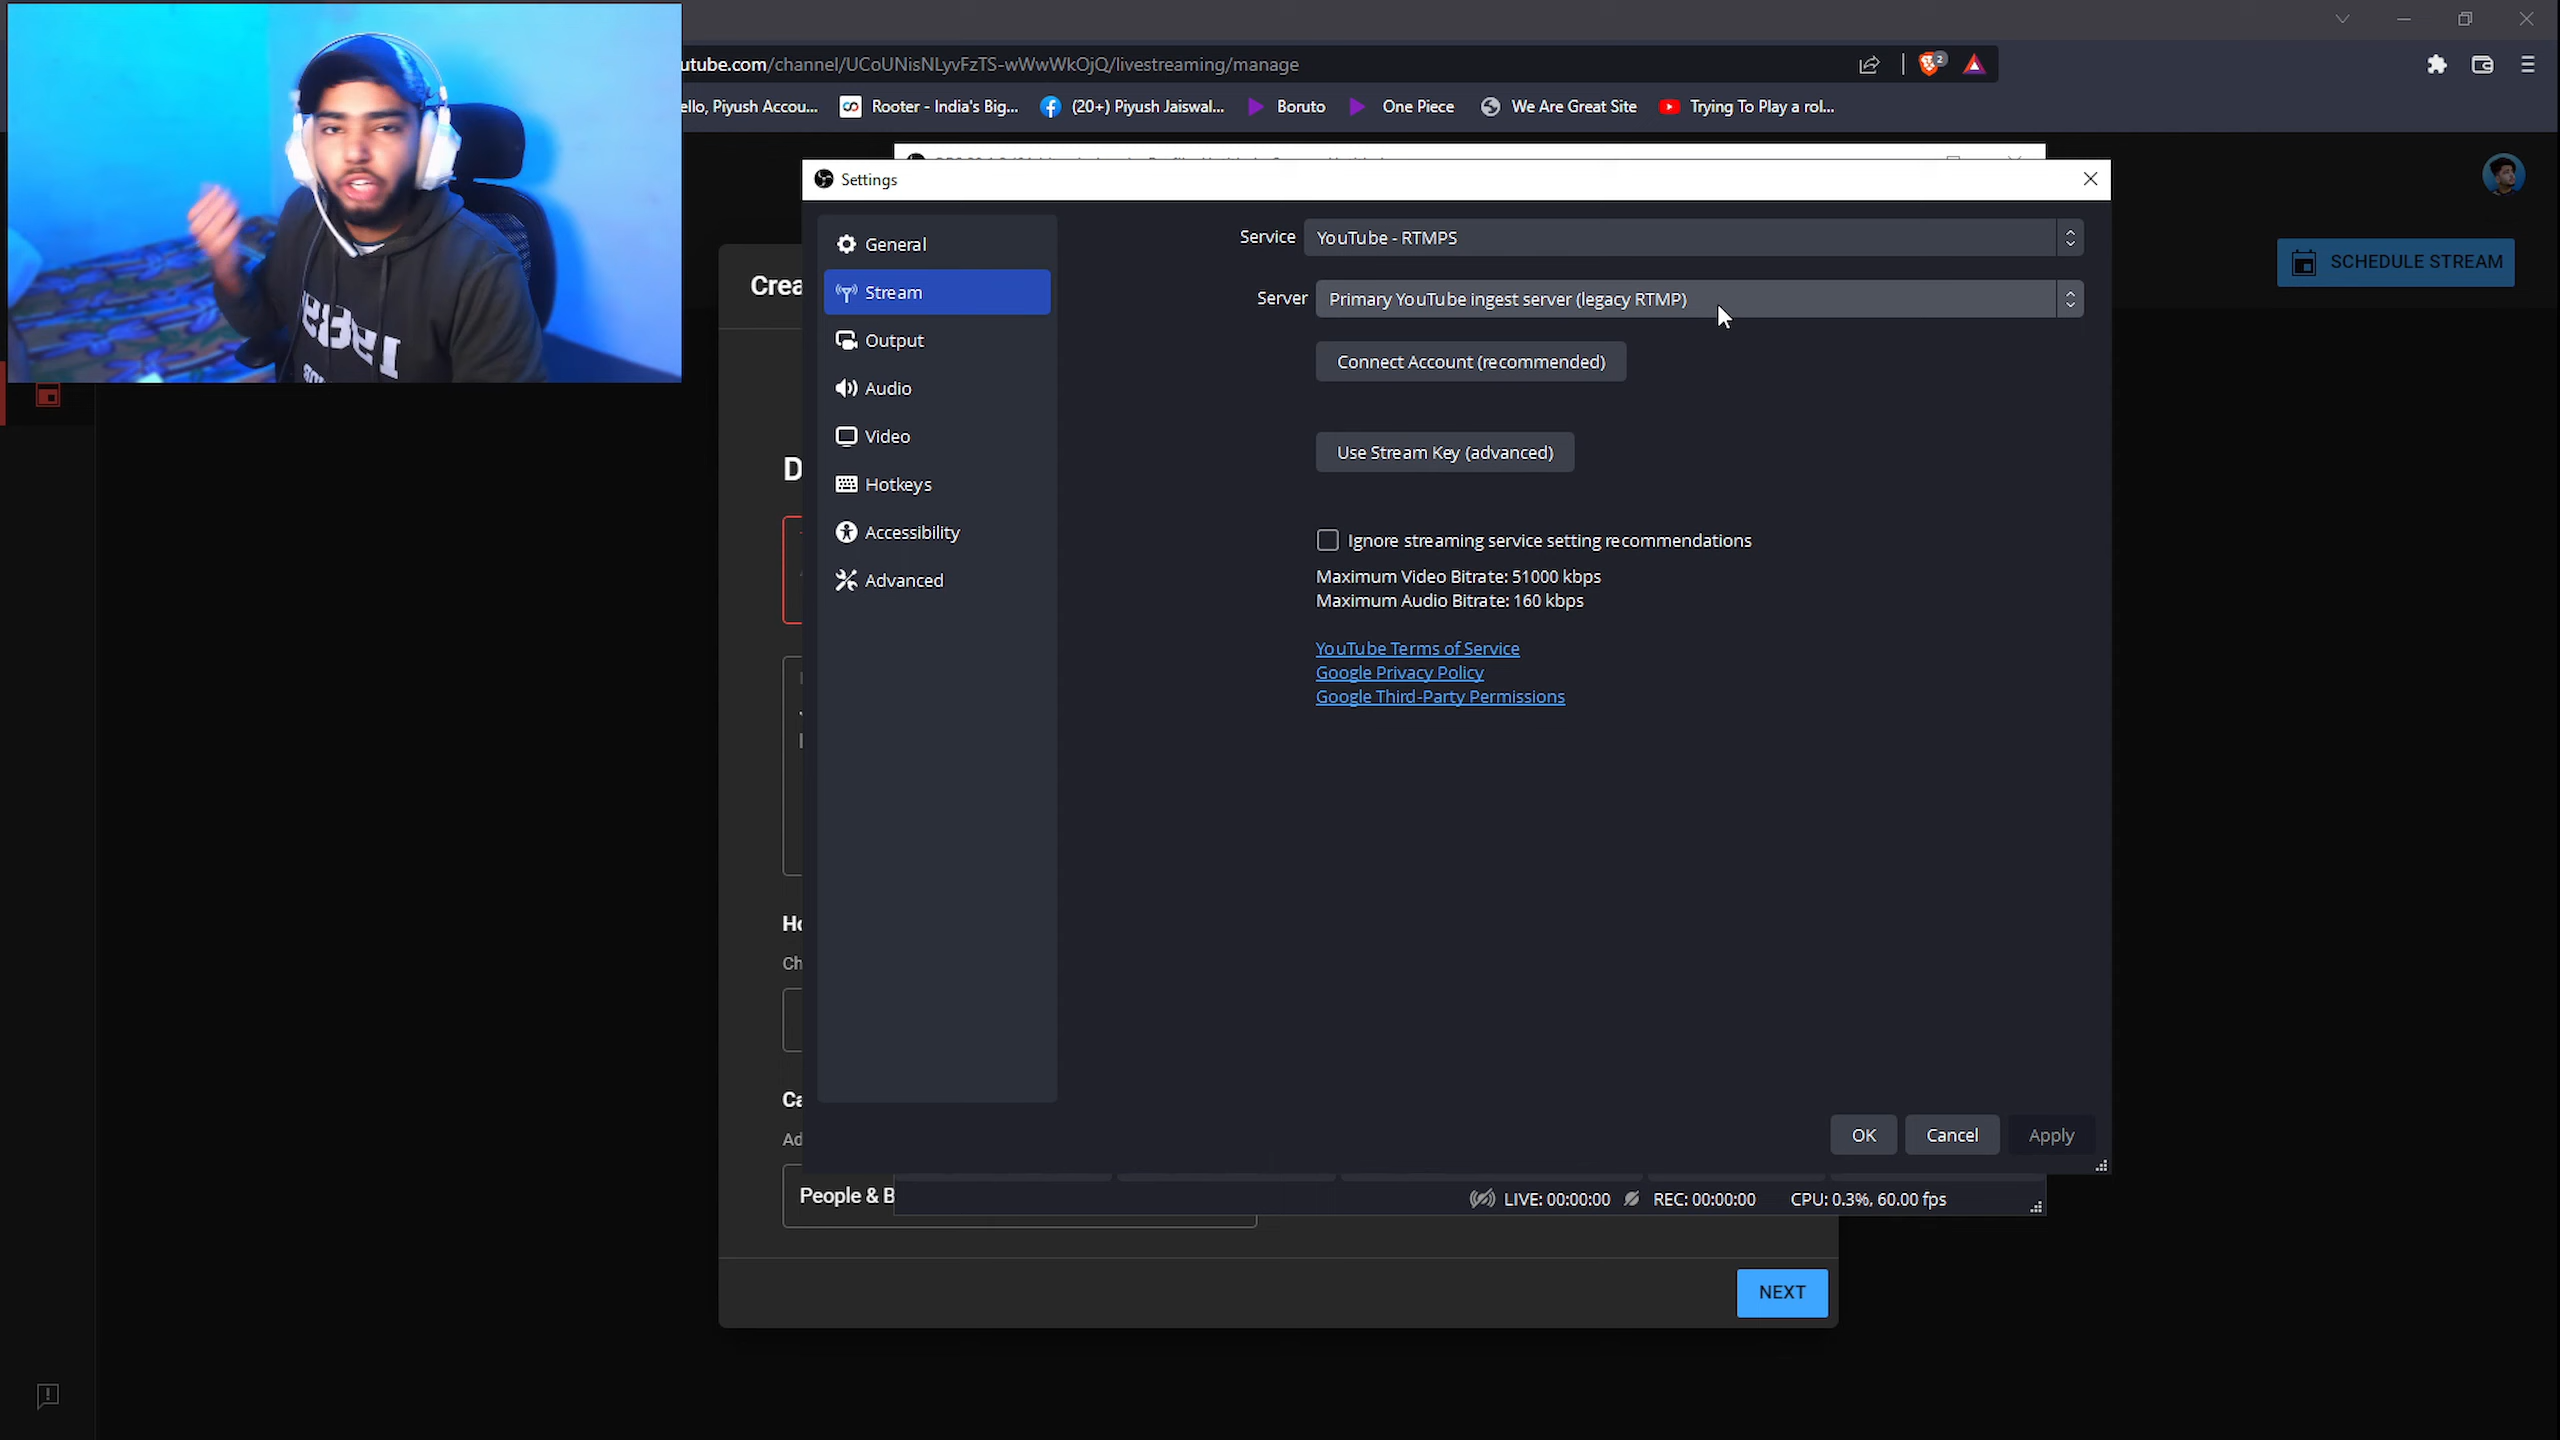 utube.com/channel/UCoUNisNLyvFzTS-wWwWkOjQ/livestreaming/manage
2
ello, Piyush Accou...
Rooter - India's Big...
(20+) Piyush Jaiswal...
Boruto
One Piece
We Are Great Site
Trying To Play a rol...
Settings
SCHEDULE STREAM
Crea
General
Stream
Output
Audio
Video
Hotkeys
Accessibility
Advanced
Service YouTube - RTMPS
Server Primary YouTube ingest server (legacy RTMP)
Connect Account (recommended)
Use Stream Key (advanced)
Ignore streaming service setting recommendations
Maximum Video Bitrate: 51000 kbps
Maximum Audio Bitrate: 160 kbps
YouTube Terms of Service
Google Privacy Policy
Google Third-Party Permissions
D
Ho
Ch
Ca
Ad
People & B
OK
Cancel
Apply
LIVE: 00:00:00
REC: 00:00:00
CPU: 0.3%, 60.00 fps
NEXT